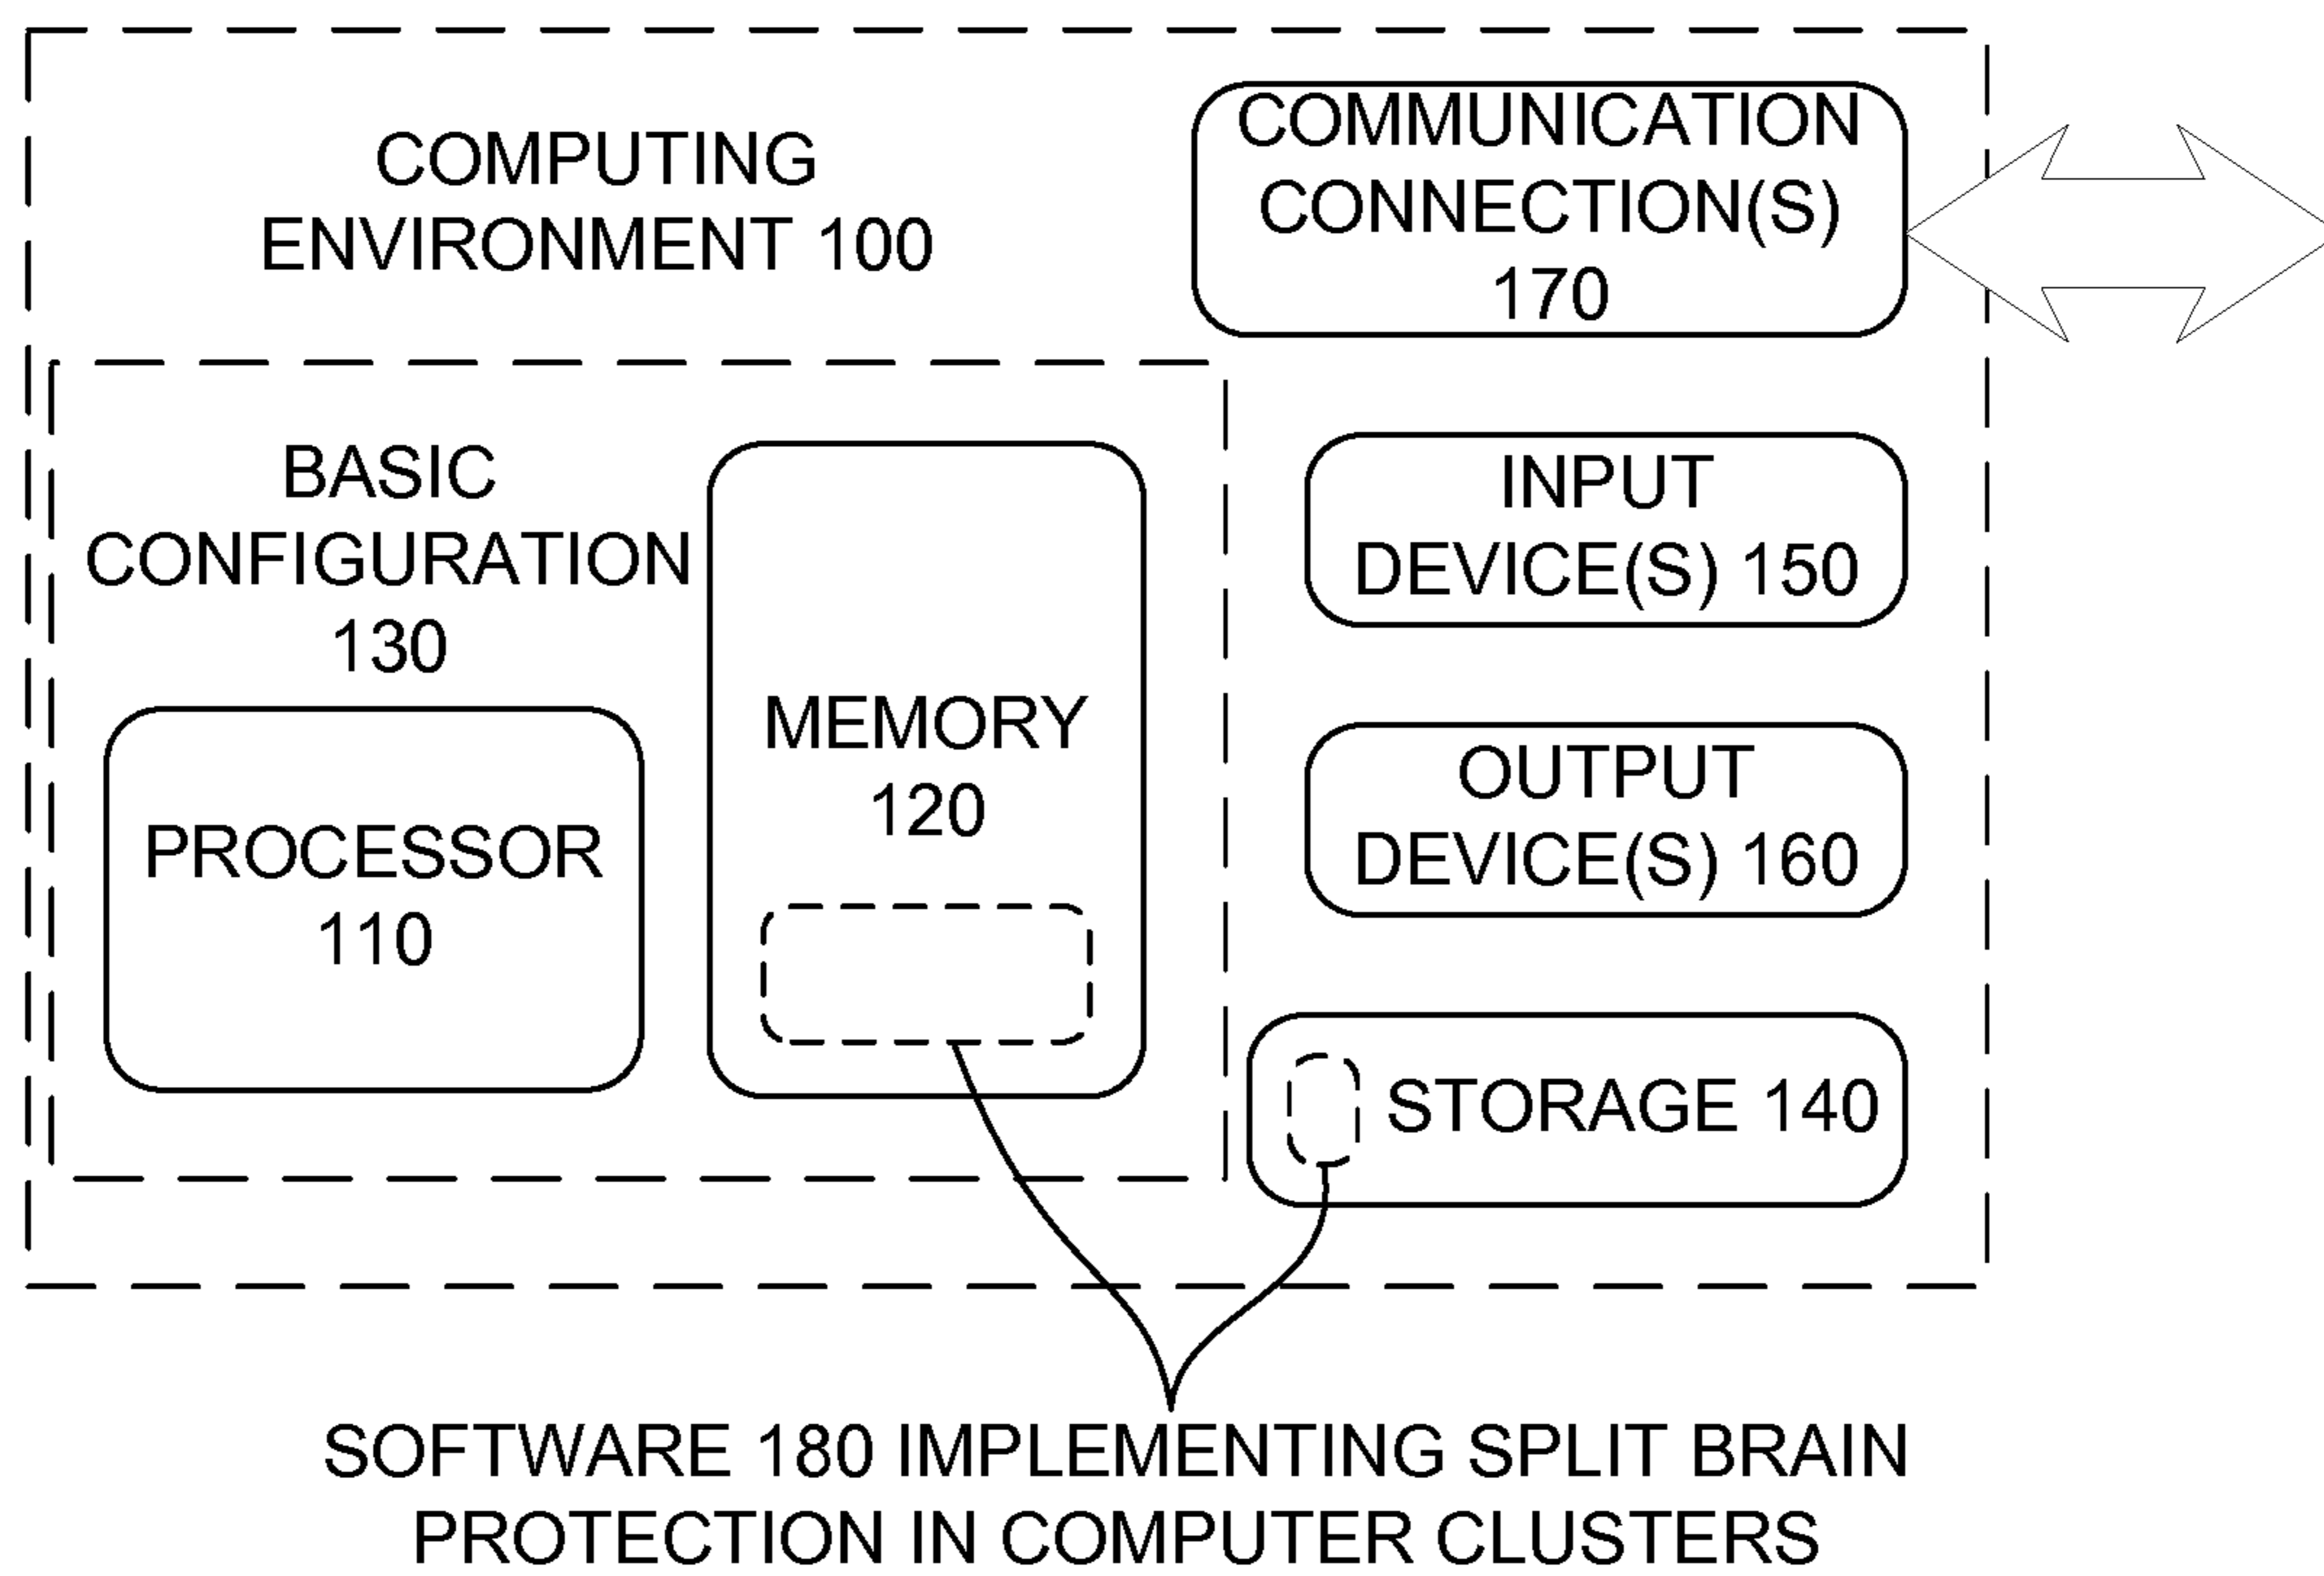 COMPUTING
ENVIRONMENT 100
COMMUNICATION
CONNECTION(S)
170
BASIC
CONFIGURATION
130
PROCESSOR
110
MEMORY
120
INPUT
DEVICE(S) 150
OUTPUT
DEVICE(S) 160
STORAGE 140
SOFTWARE 180 IMPLEMENTING SPLIT BRAIN
PROTECTION IN COMPUTER CLUSTERS